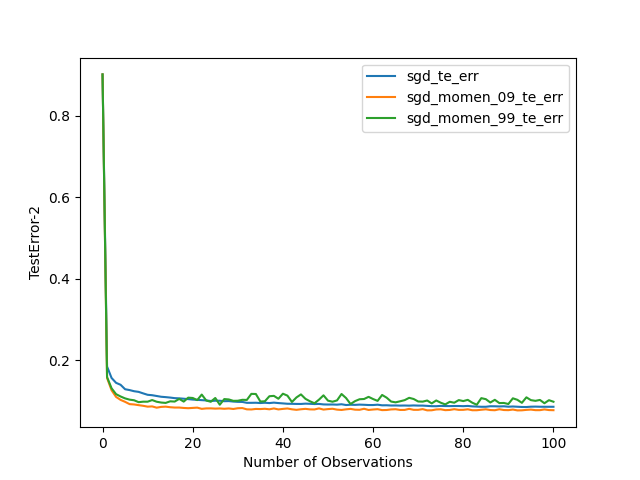 sgd_te_err
sgd_momen_09_te_err
sgd_momen_99_te_err
0.8
0.6
0.4
0.2
TestError-2
0 20 40 60 80 100
Number of Observations